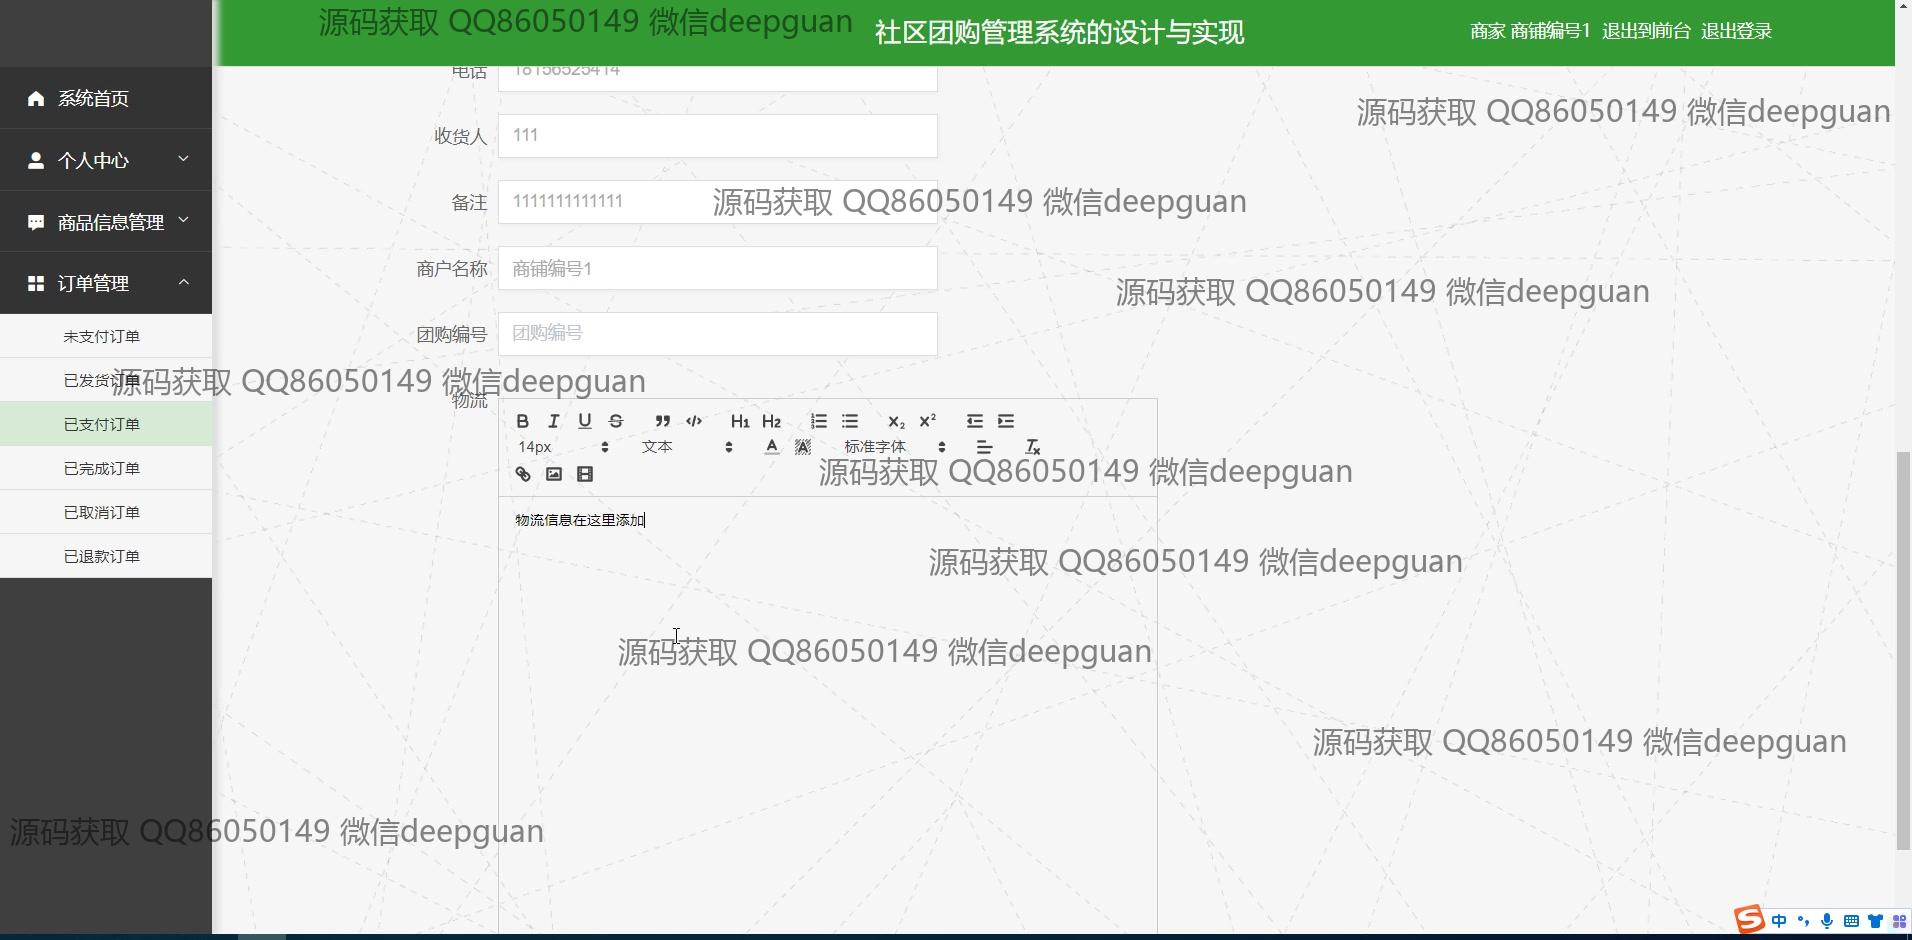 源码获取 QQ86050149 微信deepguan
社区团购管理系统的设计与实现
商家 商铺编号1 退出到前台 退出登录
系统首页
个人中心
商品信息管理
订单管理
未支付订单
已发货订单
已支付订单
已完成订单
已取消订单
已退款订单
电话 18156525414
源码获取 QQ86050149 微信deepguan
收货人 111
备注 1111111111111
源码获取 QQ86050149 微信deepguan
商户名称 商铺编号1
源码获取 QQ86050149 微信deepguan
团购编号 团购编号
源码获取 QQ86050149 微信deepguan
物流
B I U S H1 H2 X2 X2
14px 文本 A A 标准字体 Tx
源码获取 QQ86050149 微信deepguan
物流信息在这里添加
源码获取 QQ86050149 微信deepguan
源码获取 QQ86050149 微信deepguan
源码获取 QQ86050149 微信deepguan
源码获取 QQ86050149 微信deepguan
S 中